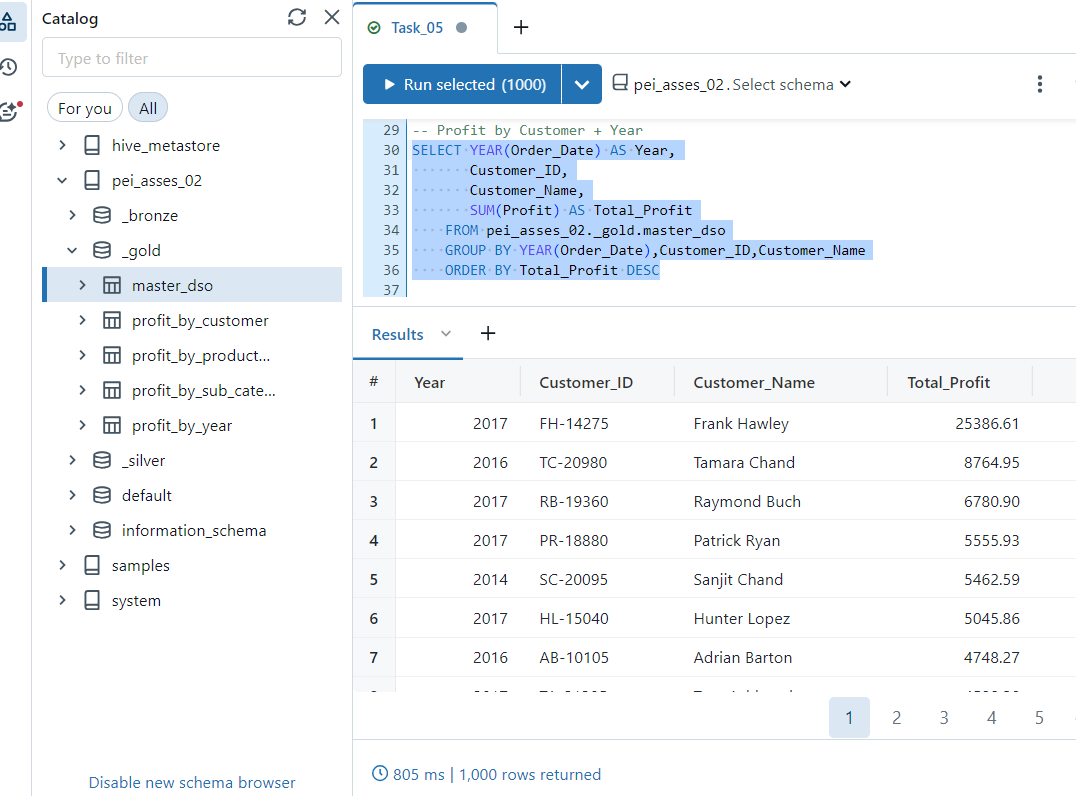 Catalog
Type to filter
For you All
hive_metastore
pei_asses_02
_bronze
_gold
master_dso
profit_by_customer
profit_by_product...
profit_by_sub_cate...
profit_by_year
_silver
default
information_schema
samples
system
Disable new schema browser
Task_05
Run selected (1000) pei_asses_02. Select schema
29 -- Profit by Customer + Year
30 SELECT YEAR(Order_Date) AS Year,
31 Customer_ID,
32 Customer_Name,
33 SUM(Profit) AS Total_Profit
34 FROM pei_asses_02._gold.master_dso
35 GROUP BY YEAR(Order_Date),Customer_ID,Customer_Name
36 ORDER BY Total_Profit DESC
37
Results
# Year Customer_ID Customer_Name Total_Profit
1 2017 FH-14275 Frank Hawley 25386.61
2 2016 TC-20980 Tamara Chand 8764.95
3 2017 RB-19360 Raymond Buch 6780.90
4 2017 PR-18880 Patrick Ryan 5555.93
5 2014 SC-20095 Sanjit Chand 5462.59
6 2017 HL-15040 Hunter Lopez 5045.86
7 2016 AB-10105 Adrian Barton 4748.27
1 2 3 4 5
805 ms | 1,000 rows returned